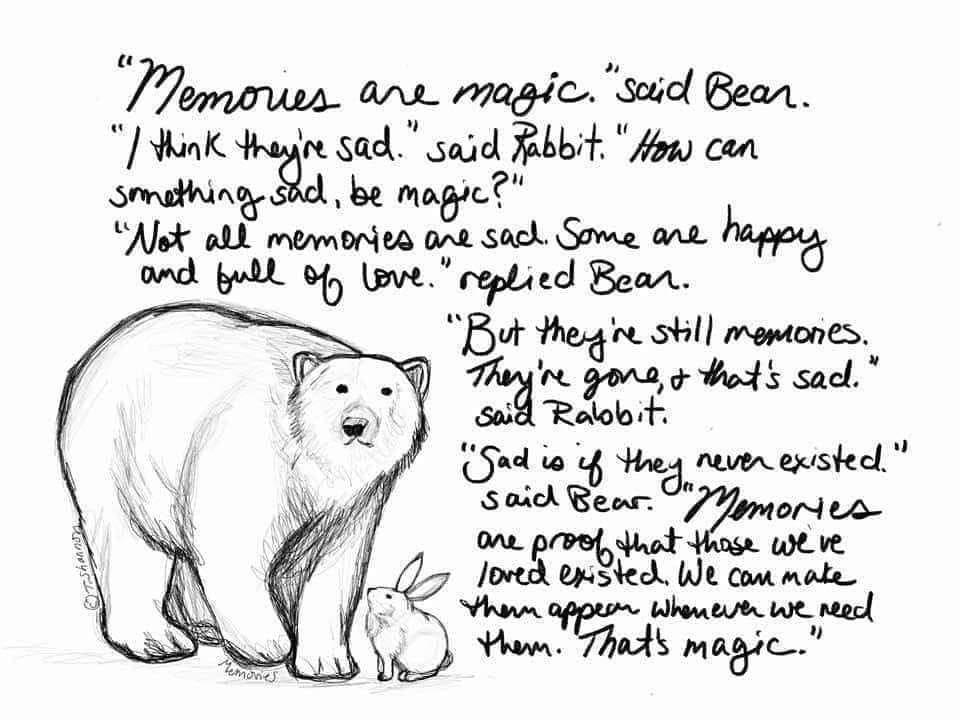 "Memories are magic." said Bear.
"I think they're sad." said Rabbit. "How can
something sad, be magic?"
"Not all memories are sad. Some are happy
and full of love." replied Bear.
"But they're still memories.
They're gone, & that's sad."
said Rabbit.
"Sad is if they never existed."
said Bear. "Memories
are proof that those we've
loved existed. We can make
them appear whenever we need
them. That's magic."
©T.Shannon
Memories